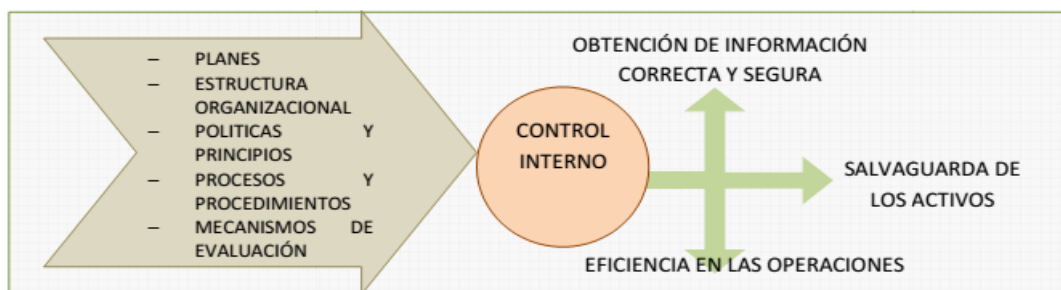 – PLANES
– ESTRUCTURA
ORGANIZACIONAL
– POLITICAS Y
PRINCIPIOS
– PROCESOS Y
PROCEDIMIENTOS
– MECANISMOS DE
EVALUACIÓN
CONTROL
INTERNO
OBTENCIÓN DE INFORMACIÓN
CORRECTA Y SEGURA
SALVAGUARDA DE
LOS ACTIVOS
EFICIENCIA EN LAS OPERACIONES